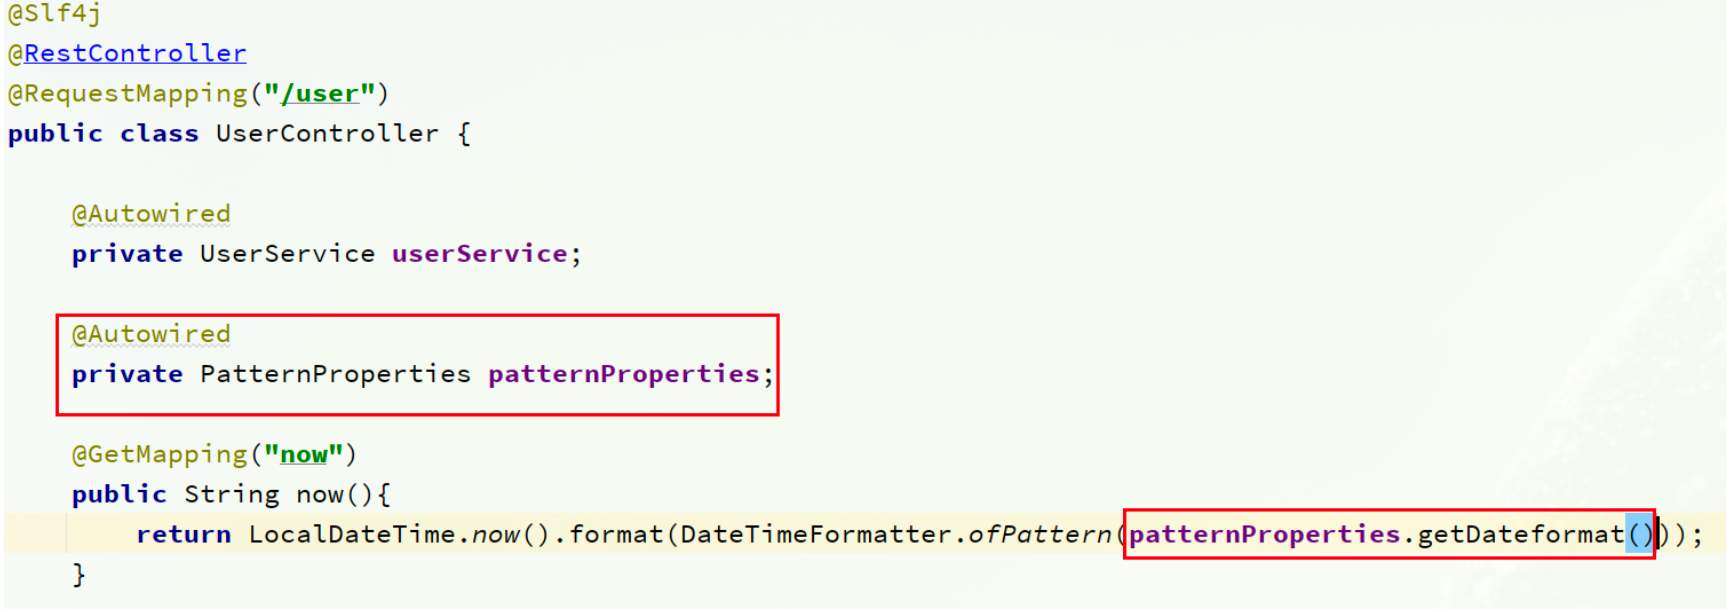 @Slf4j
@RestController
@RequestMapping("/user")
public class UserController {
@Autowired
private UserService userService;
@Autowired
private PatternProperties patternProperties;
@GetMapping("now")
public String now(){
return LocalDateTime.now().format(DateTimeFormatter.ofPattern(patternProperties.getDateformat()));
}